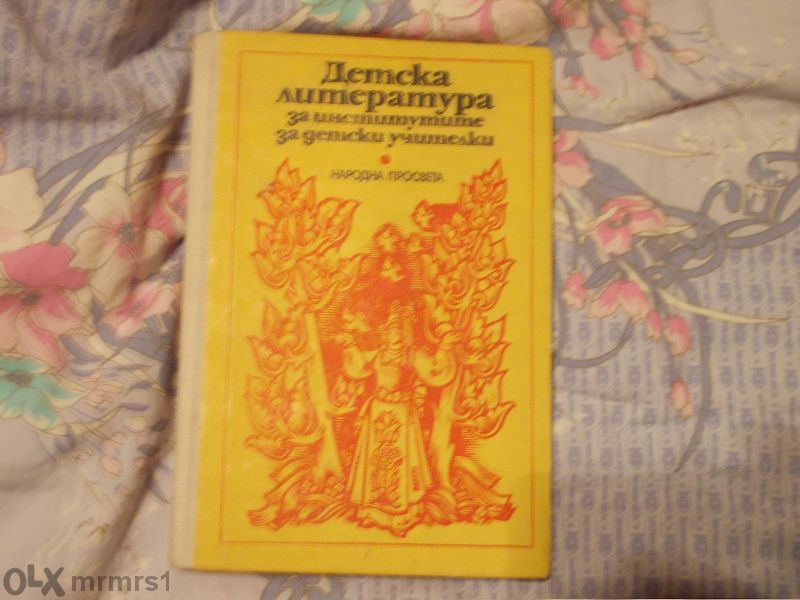 Детска
литература
за институтите
за детски учителки
НАРОДНА ПРОСВЕТА
OLX mrmrs1